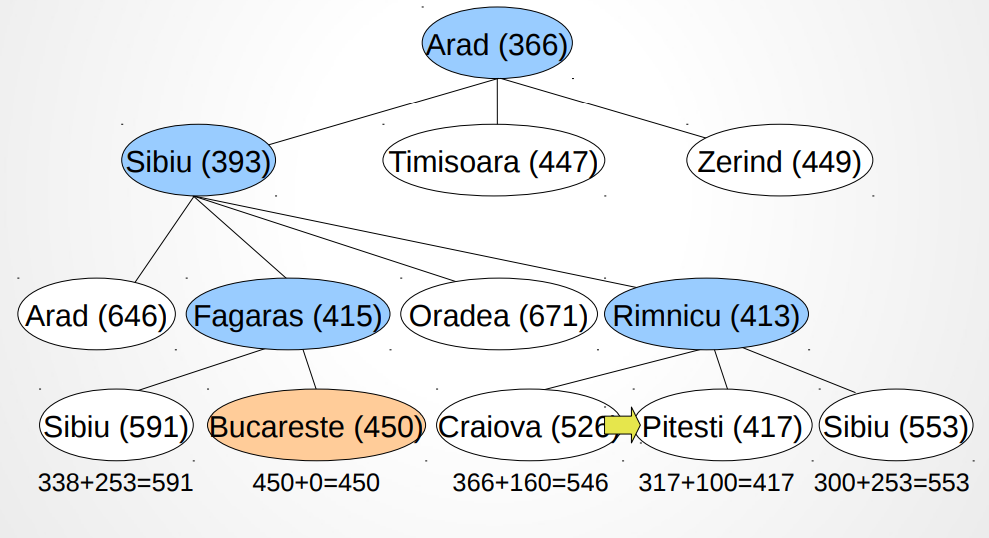 Arad (366)
Sibiu (393)
Timisoara (447)
Zerind (449)
Arad (646)
Fagaras (415)
Oradea (671)
Rimnicu (413)
Sibiu (591)
Bucareste (450)
Craiova (526)
Pitesti (417)
Sibiu (553)
338+253=591
450+0=450
366+160=546
317+100=417
300+253=553